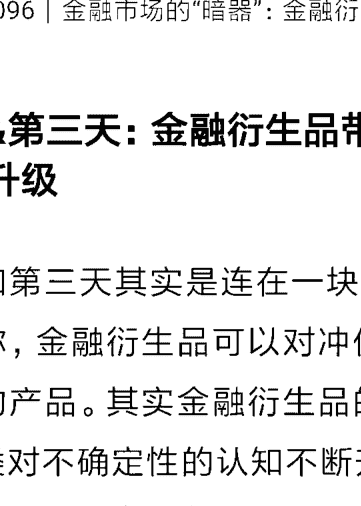 096 | 金融市场的“暗器”: 金融衍
第三天: 金融衍生品带
升级
第三天其实是连在一块
, 金融衍生品可以对冲
产品。其实金融衍生品的
对不确定性的认知不断